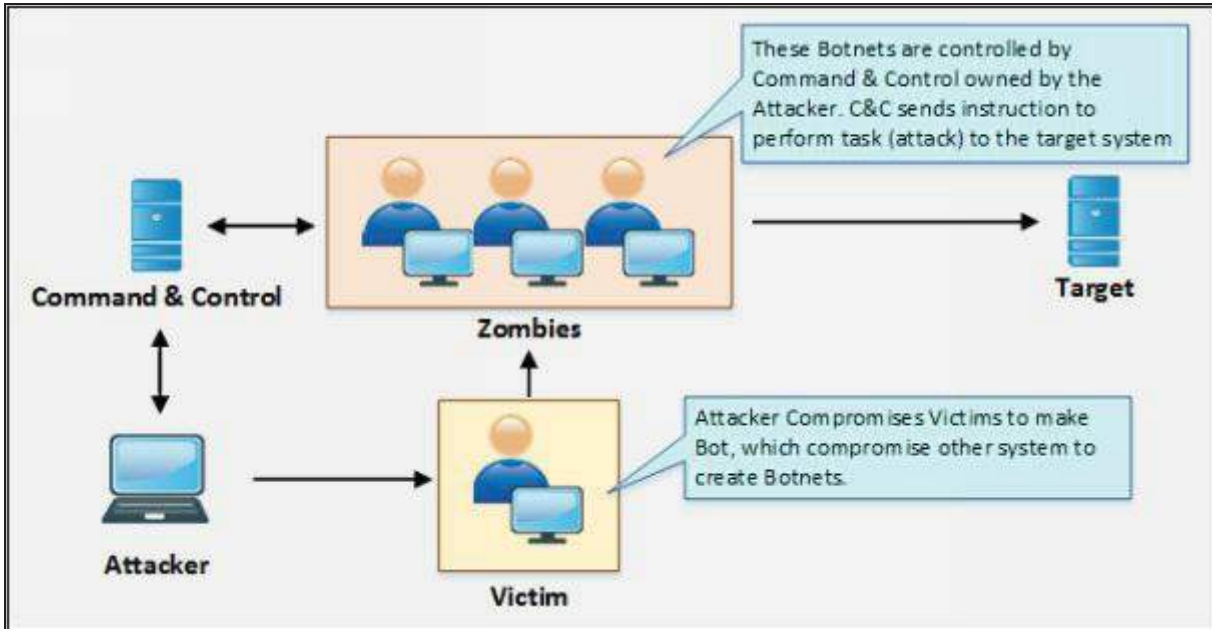 These Botnets are controlled by
Command & Control owned by the
Attacker. C&C sends instruction to
perform task (attack) to the target system
Command & Control
Zombies
Target
Attacker Compromises Victims to make
Bot, which compromise other system to
create Botnets.
Attacker
Victim